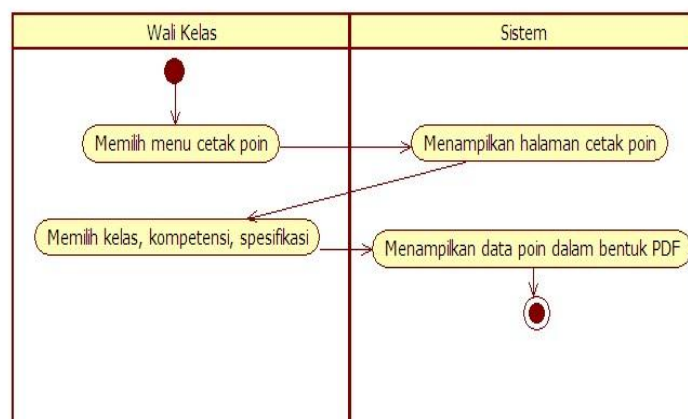 Wali Kelas
Sistem
Memilih menu cetak poin
Menampilkan halaman cetak poin
Memilih kelas, kompetensi, spesifikasi
Menampilkan data poin dalam bentuk PDF